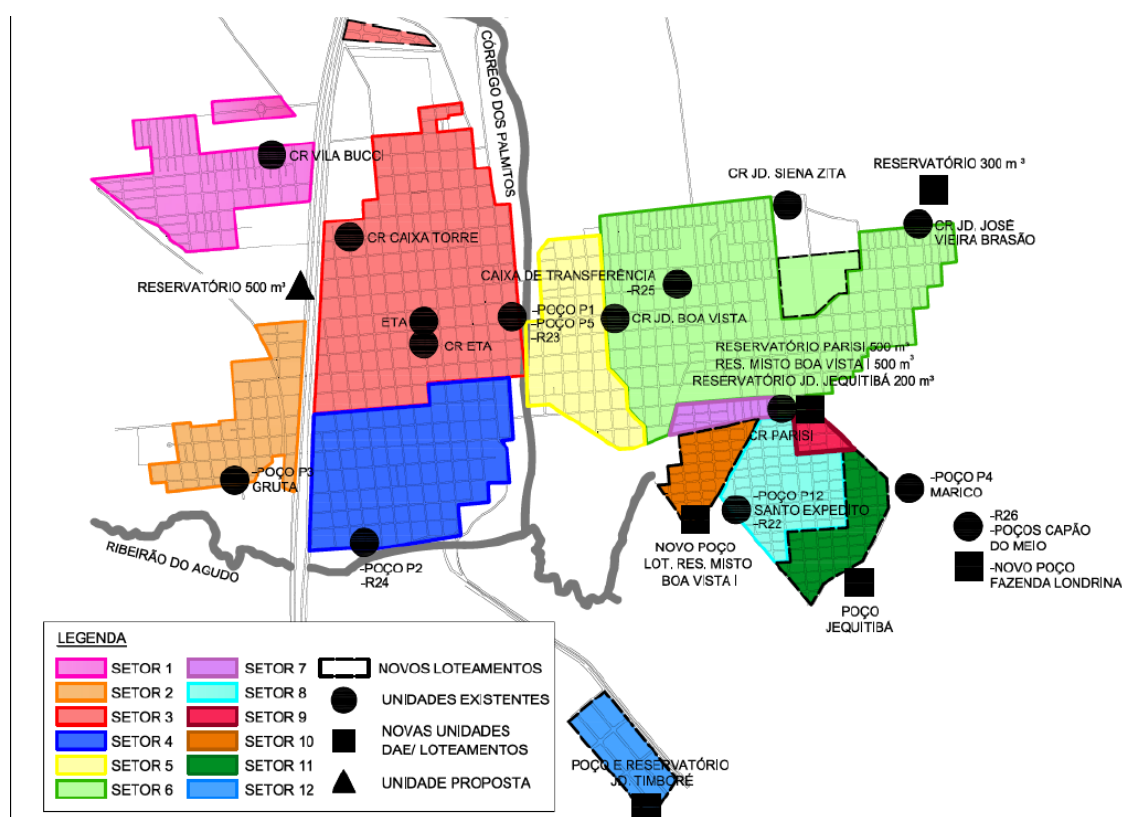 CÓRREGO DOS PALMITOS
CR VILA BUCCI
CR JD. SIENA ZITA
RESERVATÓRIO 300 m³
CR CAIXA TORRE
CR JD. JOSÉ
VIEIRA BRASÃO
RESERVATÓRIO 500 m³
CAIXA DE TRANSFERÊNCIA
-R25
ETA
-POÇO P1
-POÇO P5
-R23
CR JD. BOA VISTA
CR ETA
RESERVATÓRIO PARISI 500 m³
RES. MISTO BOA VISTA I 500 m³
RESERVATÓRIO JD. JEQUITIBÁ 200 m³
CR PARISI
-POÇO P3
GRUTA
-POÇO P4
MARICO
-POÇO P12
SANTO EXPEDITO
-R22
-R26
-POÇOS CAPÃO
DO MEIO
RIBEIRÃO DO AGUDO
-POÇO P2
-R24
NOVO POÇO
LOT. RES. MISTO
BOA VISTA I
-NOVO POÇO
FAZENDA LONDRINA
POÇO
JEQUITIBÁ
LEGENDA
SETOR 1
SETOR 2
SETOR 3
SETOR 4
SETOR 5
SETOR 6
SETOR 7
SETOR 8
SETOR 9
SETOR 10
SETOR 11
SETOR 12
NOVOS LOTEAMENTOS
UNIDADES EXISTENTES
NOVAS UNIDADES
DAE/ LOTEAMENTOS
UNIDADE PROPOSTA
POÇO E RESERVATÓRIO
JD. TIMBORÉ